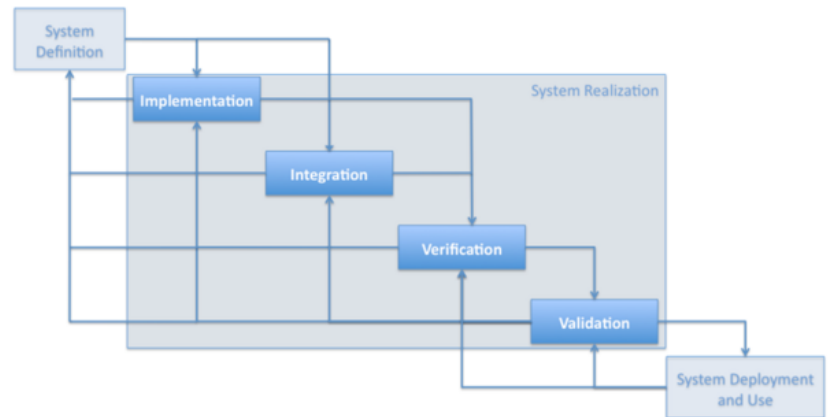 System
Definition
System Realization
Implementation
Integration
Verification
Validation
System Deployment
and Use